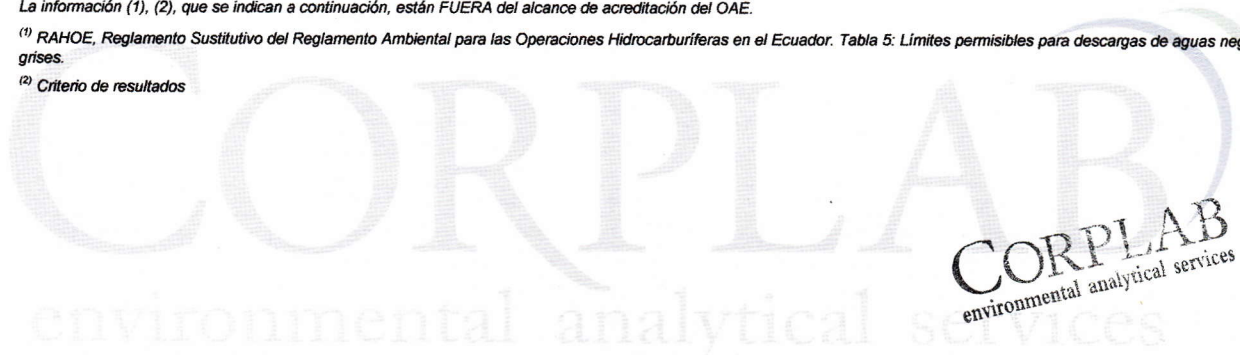 La información (1), (2), que se indican a continuación, están FUERA del alcance de acreditación del OAE.
(1) RAHOE, Reglamento Sustitutivo del Reglamento Ambiental para las Operaciones Hidrocarburíferas en el Ecuador. Tabla 5: Límites permisibles para descargas de aguas
grises.
(2) Criterio de resultados
CORPLAB
environmental analytical services
CORPLAB
environmental analytical services